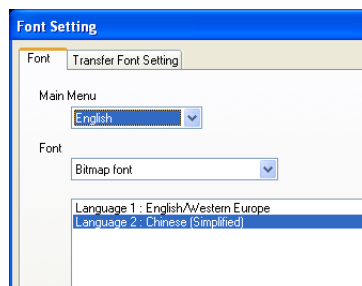 Font Setting
Font Transfer Font Setting
Main Menu
English
Font
Bitmap font
Language 1 : English/Western Europe
Language 2 : Chinese (Simplified)